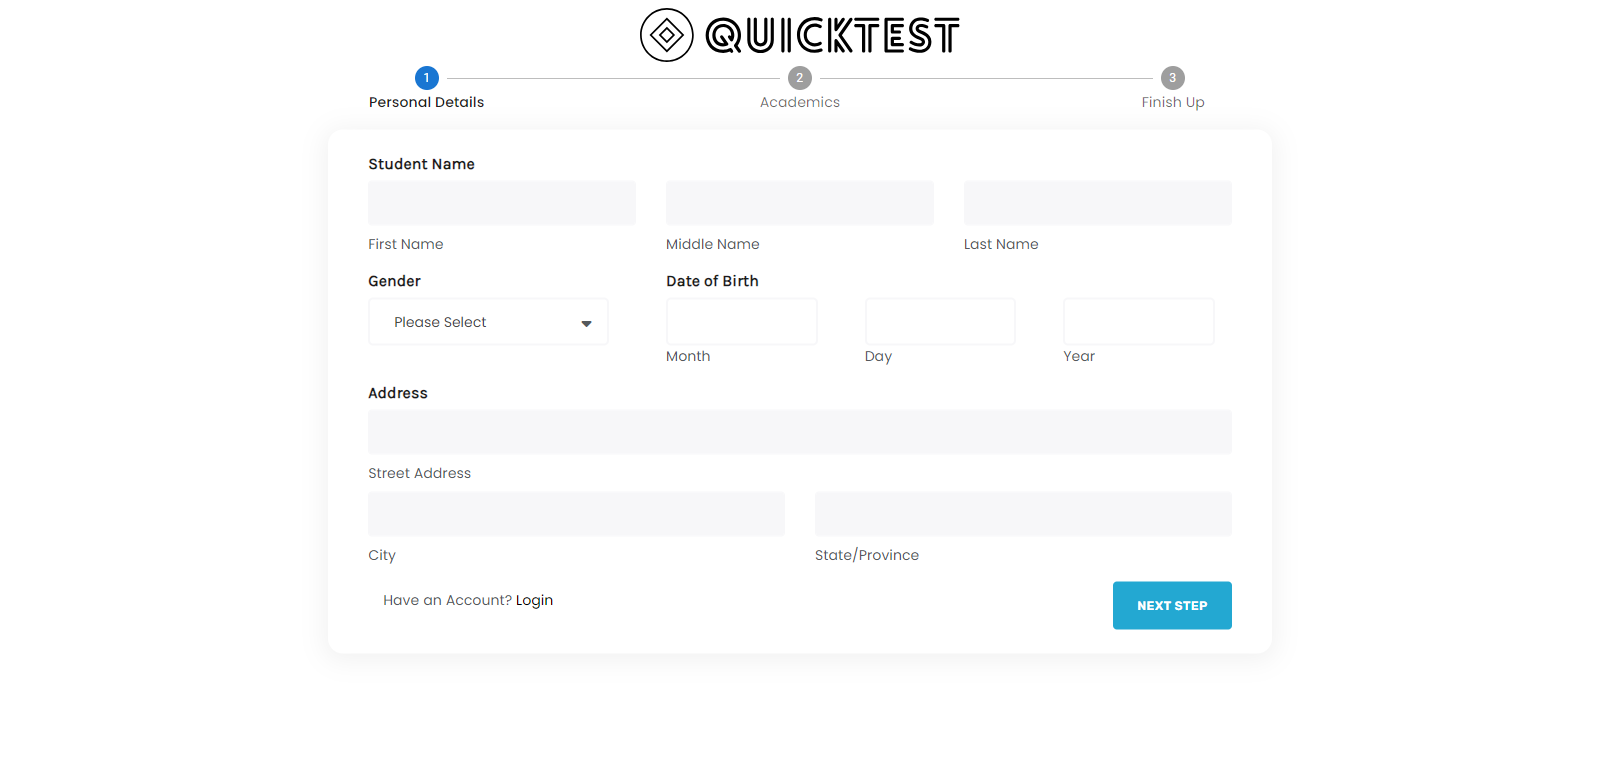 QUICKTEST
1 2 3
Personal Details Academics Finish Up
Student Name
First Name Middle Name Last Name
Gender Date of Birth
Please Select
Month Day Year
Address
Street Address
City State/Province
Have an Account? Login
NEXT STEP